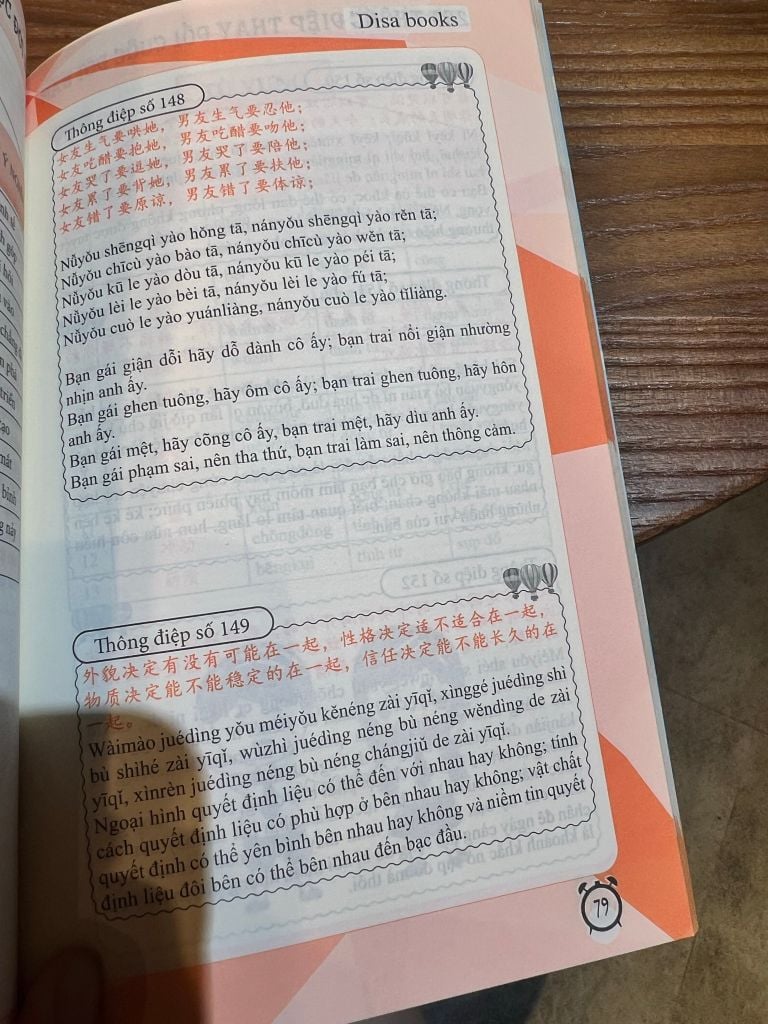 Disa books
Thông điệp số 148
女友生气要哄她，男友生气要忍他；
女友吃醋要抱她，男友吃醋要吻他；
女友哭了要逗她，男友哭了要陪他；
女友累了要背她，男友累了要扶他；
女友错了要原谅，男友错了要体谅；
Nǚyǒu shēngqì yào hǒng tā, nányǒu shēngqì yào rěn tā;
Nǚyǒu chīcù yào bào tā, nányǒu chīcù yào wěn tā;
Nǚyǒu kū le yào dòu tā, nányǒu kū le yào péi tā;
Nǚyǒu lèi le yào bèi tā, nányǒu lèi le yào fú tā;
Nǚyǒu cuò le yào yuánliàng, nányǒu cuò le yào tǐliàng.
Bạn gái giận dỗi hãy dỗ dành cô ấy; bạn trai nổi giận nhường
nhịn anh ấy.
Bạn gái ghen tuông, hãy ôm cô ấy; bạn trai ghen tuông, hãy hôn
anh ấy.
Bạn gái mệt, hãy cõng cô ấy, bạn trai mệt, hãy dìu anh ấy.
Bạn gái phạm sai, nên tha thứ, bạn trai làm sai, nên thông cảm.
Thông điệp số 149
外貌决定有没有可能在一起，性格决定适不适合在一起，
物质决定能不能稳定的在一起，信任决定能不能长久的在
一起。
Wàimào juédìng yǒu méiyǒu kěnéng zài yīqǐ, xìnggé juédìng shì
bù shìhé zài yīqǐ, wùzhì juédìng néng bù néng wěndìng de zài
yīqǐ, xìnrèn juédìng néng bù néng chángjiǔ de zài yīqǐ.
Ngoại hình quyết định liệu có thể đến với nhau hay không; tính
cách quyết định liệu có phù hợp ở bên nhau hay không; vật chất
quyết định có thể yên bình bên nhau hay không và niềm tin quyết
định liệu đôi bên có thể bên nhau đến bạc đầu.
79